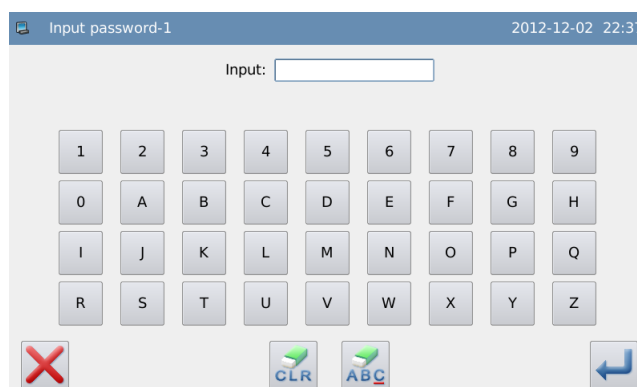 Input password-1 2012-12-02 22:37
Input:
1 2 3 4 5 6 7 8 9
0 A B C D E F G H
I J K L M N O P Q
R S T U V W X Y Z
CLR ABC